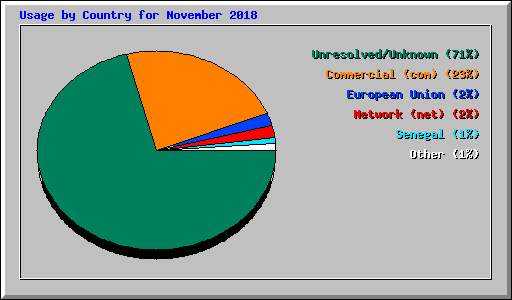 Usage by Country for November 2018
Unresolved/Unknown (71%)
Commercial (com) (23%)
European Union (2%)
Network (net) (2%)
Senegal (1%)
Other (1%)